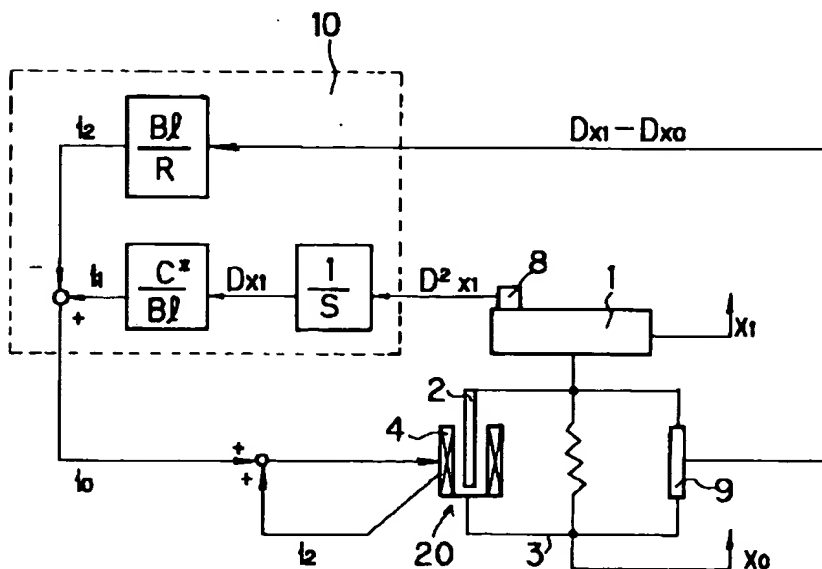 10
i₂
Bℓ
R
Dx₁ − Dx₀
−
i₁
C*
Bℓ
Dx₁
1
S
D² x₁
8
1
+
x₁
2
4
+
i₀
+
9
i₂
20
3
x₀